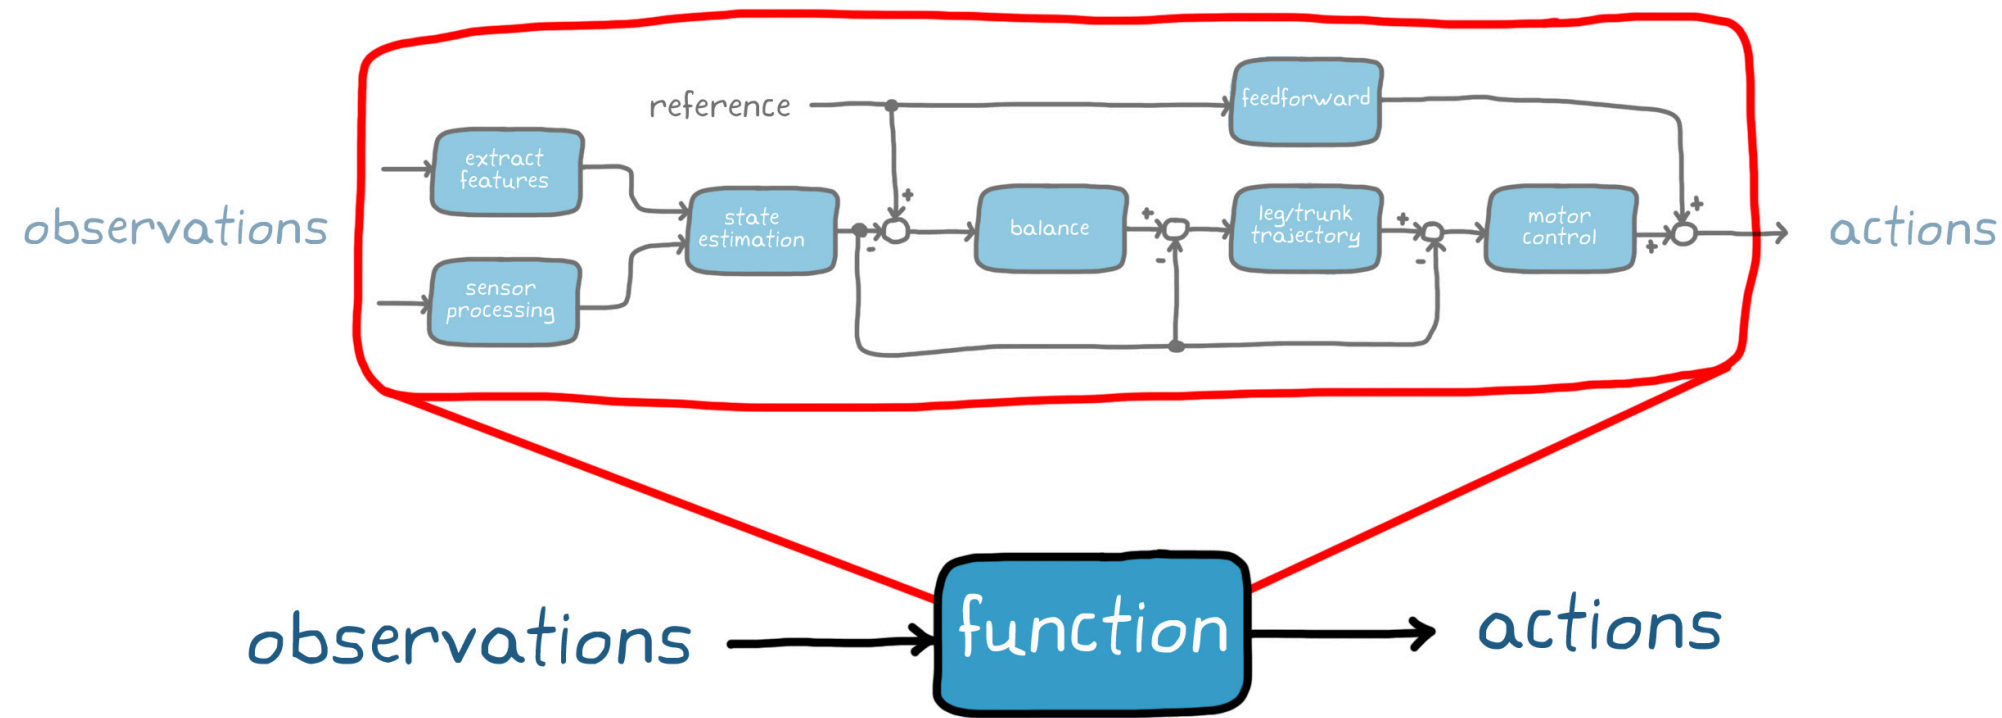 reference
feedforward
extract
features
observations
state
estimation
balance
leg/trunk
trajectory
motor
control
actions
sensor
processing
+
-
+
-
+
-
+
+
observations
function
actions